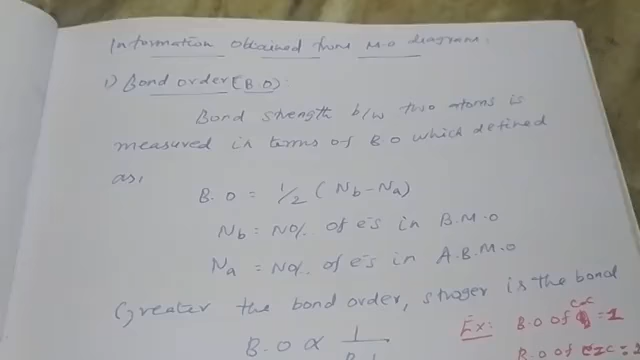 Information obtained from M.O diagram.
1) Bond order (B.O)
Bond strength b/w two atoms is
measured in terms of B.O which defined
as,
B.O = 1/2 (Nb-Na)
Nb = No/. of e⁻s in B.M.O
Na = No/. of e⁻s in A.B.M.O
Greater the bond order, stroger is the bond
B.O ∝ 1
Ex: B.O of C-C = 1
B.O of C=C =